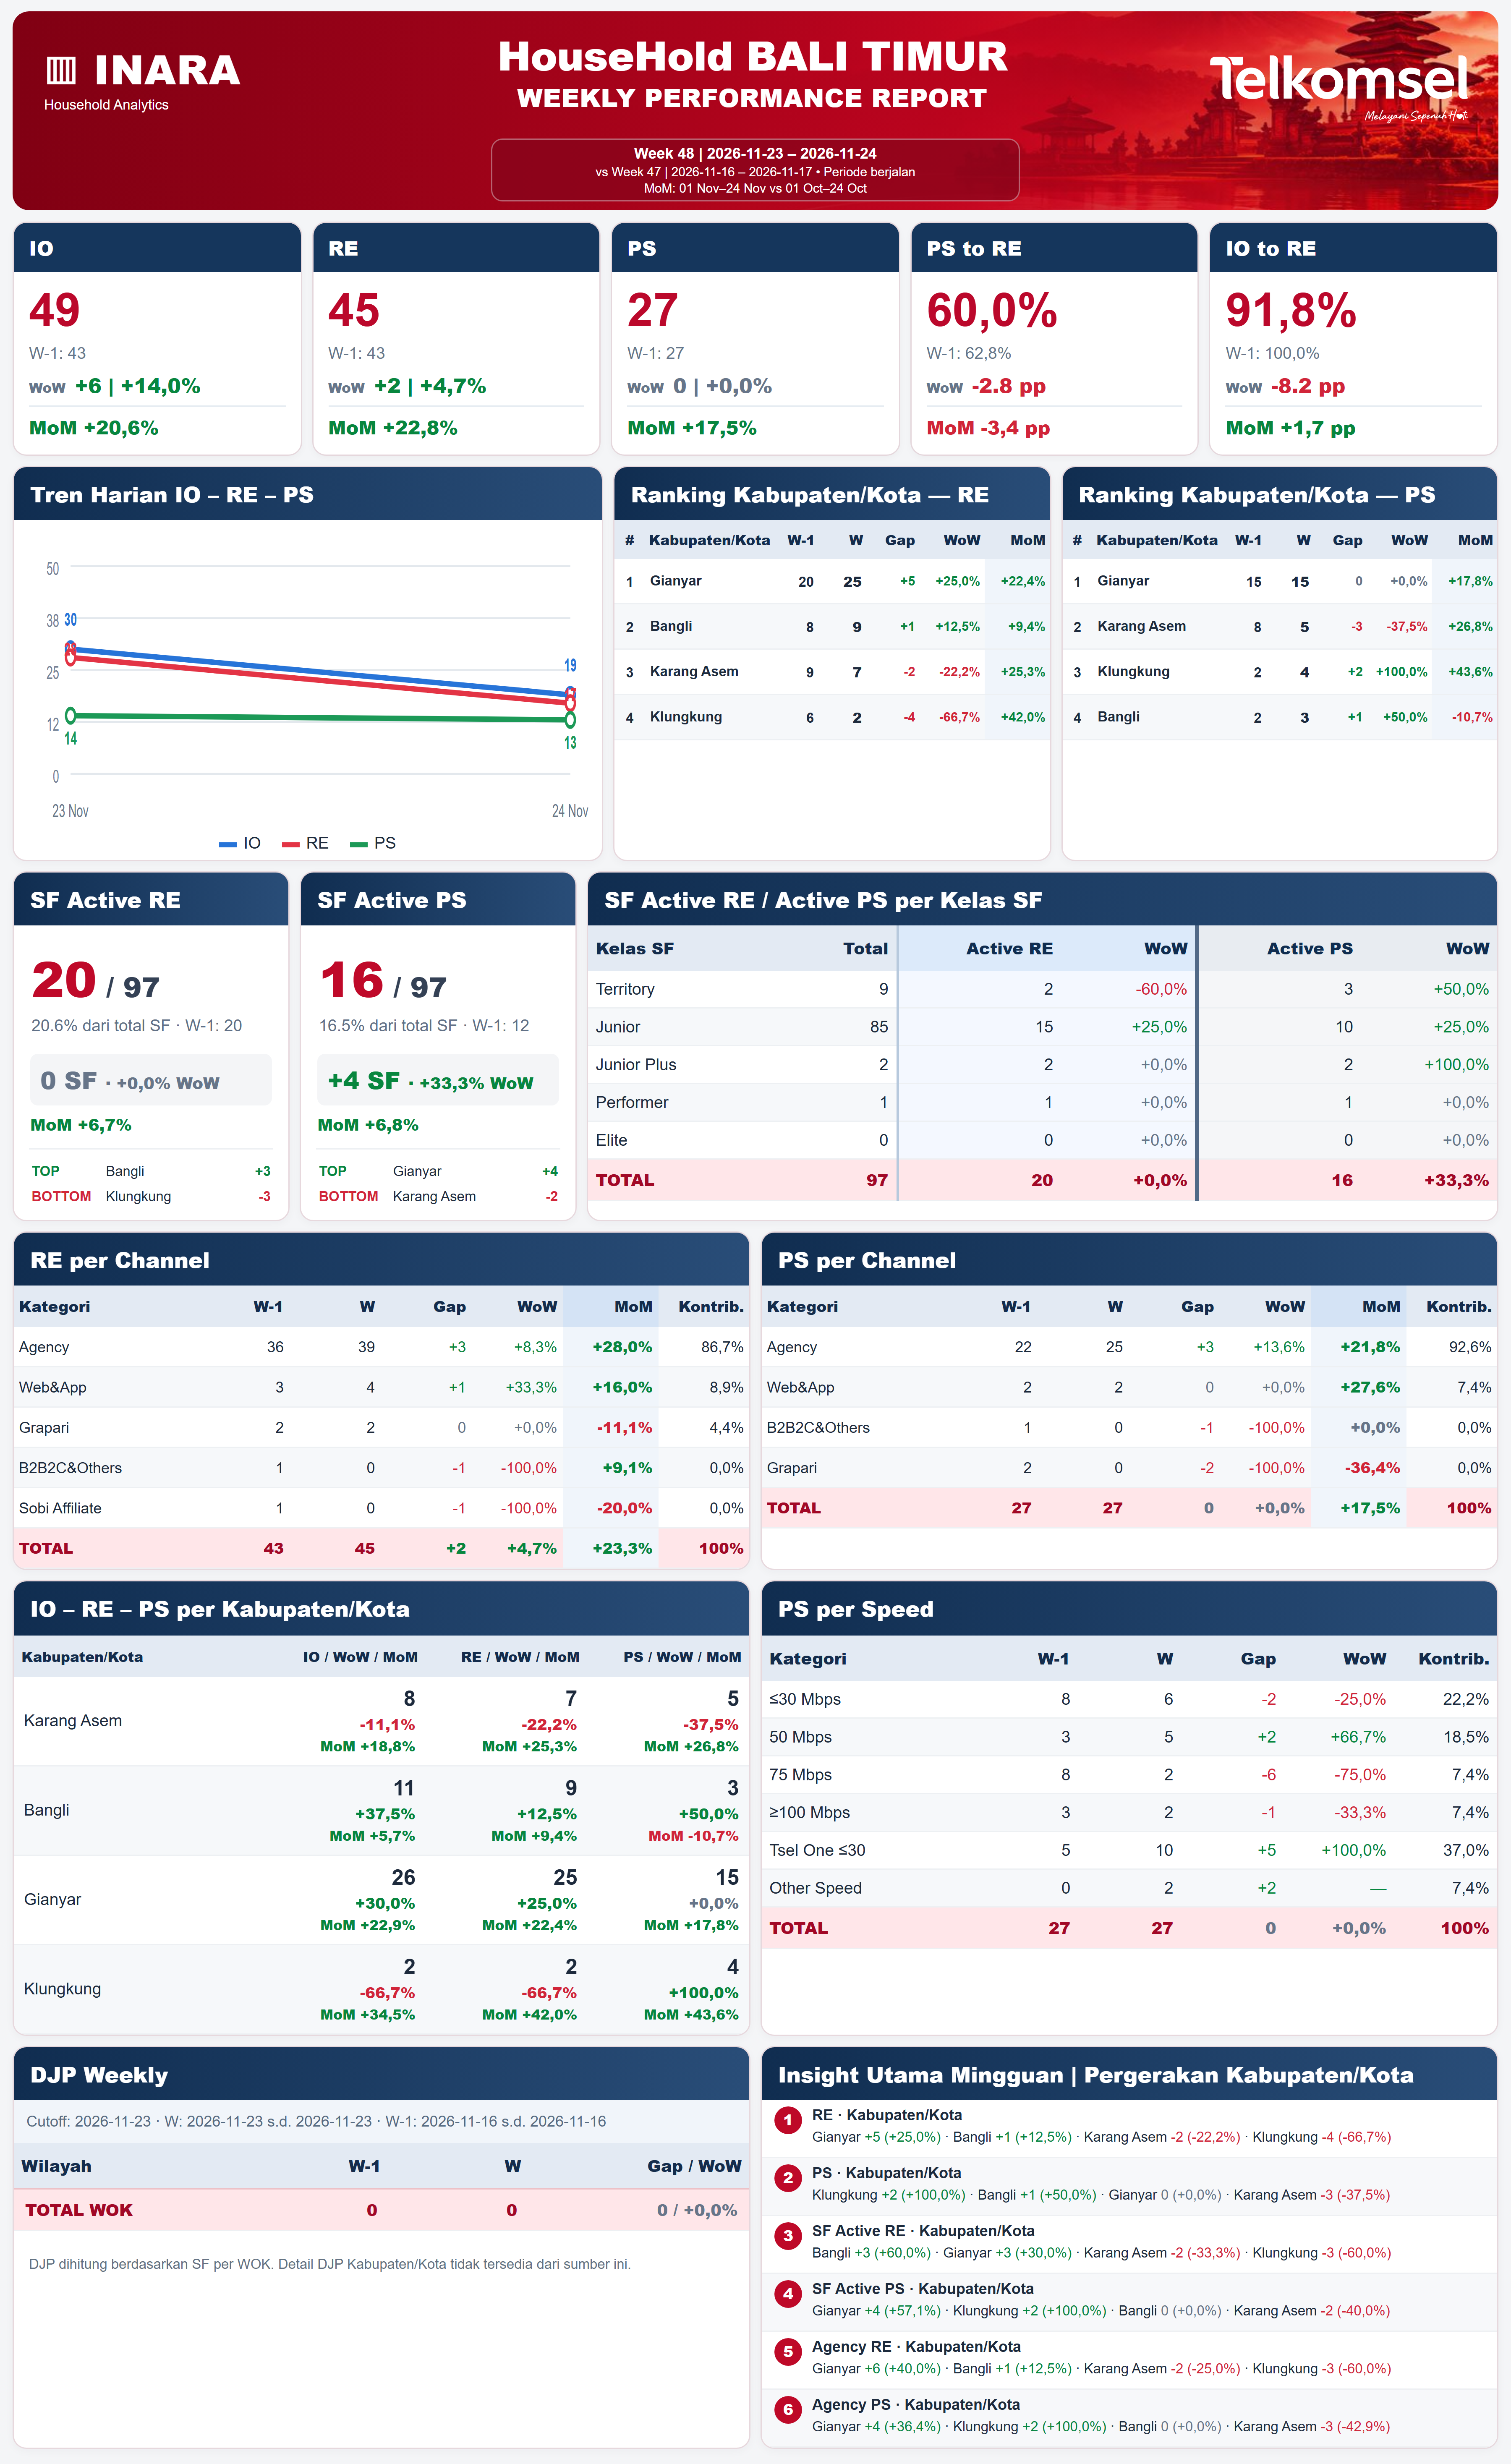 INARA
Household Analytics
HouseHold BALI TIMUR
WEEKLY PERFORMANCE REPORT
Week 48 | 2026-11-23 – 2026-11-24
vs Week 47 | 2026-11-16 – 2026-11-17 • Periode berjalan
MoM: 01 Nov–24 Nov vs 01 Oct–24 Oct
Telkomsel
Melayani Sepenuh Hati
IO
49
W-1: 43
WoW +6 | +14,0%
MoM +20,6%
RE
45
W-1: 43
WoW +2 | +4,7%
MoM +22,8%
PS
27
W-1: 27
WoW 0 | +0,0%
MoM +17,5%
PS to RE
60,0%
W-1: 62,8%
WoW -2.8 pp
MoM -3,4 pp
IO to RE
91,8%
W-1: 100,0%
WoW -8.2 pp
MoM +1,7 pp
Tren Harian IO – RE – PS
50
38
25
12
0
30
14
19
13
23 Nov 24 Nov
IO RE PS
Ranking Kabupaten/Kota — RE
# Kabupaten/Kota W-1 W Gap WoW MoM
1 Gianyar 20 25 +5 +25,0% +22,4%
2 Bangli 8 9 +1 +12,5% +9,4%
3 Karang Asem 9 7 -2 -22,2% +25,3%
4 Klungkung 6 2 -4 -66,7% +42,0%
Ranking Kabupaten/Kota — PS
# Kabupaten/Kota W-1 W Gap WoW MoM
1 Gianyar 15 15 0 +0,0% +17,8%
2 Karang Asem 8 5 -3 -37,5% +26,8%
3 Klungkung 2 4 +2 +100,0% +43,6%
4 Bangli 2 3 +1 +50,0% -10,7%
SF Active RE
20 / 97
20.6% dari total SF · W-1: 20
0 SF · +0,0% WoW
MoM +6,7%
TOP Bangli +3
BOTTOM Klungkung -3
SF Active PS
16 / 97
16.5% dari total SF · W-1: 12
+4 SF · +33,3% WoW
MoM +6,8%
TOP Gianyar +4
BOTTOM Karang Asem -2
SF Active RE / Active PS per Kelas SF
Kelas SF Total Active RE WoW Active PS WoW
Territory 9 2 -60,0% 3 +50,0%
Junior 85 15 +25,0% 10 +25,0%
Junior Plus 2 2 +0,0% 2 +100,0%
Performer 1 1 +0,0% 1 +0,0%
Elite 0 0 +0,0% 0 +0,0%
TOTAL 97 20 +0,0% 16 +33,3%
RE per Channel
Kategori W-1 W Gap WoW MoM Kontrib.
Agency 36 39 +3 +8,3% +28,0% 86,7%
Web&App 3 4 +1 +33,3% +16,0% 8,9%
Grapari 2 2 0 +0,0% -11,1% 4,4%
B2B2C&Others 1 0 -1 -100,0% +9,1% 0,0%
Sobi Affiliate 1 0 -1 -100,0% -20,0% 0,0%
TOTAL 43 45 +2 +4,7% +23,3% 100%
PS per Channel
Kategori W-1 W Gap WoW MoM Kontrib.
Agency 22 25 +3 +13,6% +21,8% 92,6%
Web&App 2 2 0 +0,0% +27,6% 7,4%
B2B2C&Others 1 0 -1 -100,0% +0,0% 0,0%
Grapari 2 0 -2 -100,0% -36,4% 0,0%
TOTAL 27 27 0 +0,0% +17,5% 100%
IO – RE – PS per Kabupaten/Kota
Kabupaten/Kota IO / WoW / MoM RE / WoW / MoM PS / WoW / MoM
8 7 5
Karang Asem -11,1% -22,2% -37,5%
MoM +18,8% MoM +25,3% MoM +26,8%
11 9 3
Bangli +37,5% +12,5% +50,0%
MoM +5,7% MoM +9,4% MoM -10,7%
26 25 15
Gianyar +30,0% +25,0% +0,0%
MoM +22,9% MoM +22,4% MoM +17,8%
2 2 4
Klungkung -66,7% -66,7% +100,0%
MoM +34,5% MoM +42,0% MoM +43,6%
PS per Speed
Kategori W-1 W Gap WoW Kontrib.
≤30 Mbps 8 6 -2 -25,0% 22,2%
50 Mbps 3 5 +2 +66,7% 18,5%
75 Mbps 8 2 -6 -75,0% 7,4%
≥100 Mbps 3 2 -1 -33,3% 7,4%
Tsel One ≤30 5 10 +5 +100,0% 37,0%
Other Speed 0 2 +2 — 7,4%
TOTAL 27 27 0 +0,0% 100%
DJP Weekly
Cutoff: 2026-11-23 · W: 2026-11-23 s.d. 2026-11-23 · W-1: 2026-11-16 s.d. 2026-11-16
Wilayah W-1 W Gap / WoW
TOTAL WOK 0 0 0 / +0,0%
DJP dihitung berdasarkan SF per WOK. Detail DJP Kabupaten/Kota tidak tersedia dari sumber ini.
Insight Utama Mingguan | Pergerakan Kabupaten/Kota
1 RE · Kabupaten/Kota
Gianyar +5 (+25,0%) · Bangli +1 (+12,5%) · Karang Asem -2 (-22,2%) · Klungkung -4 (-66,7%)
2 PS · Kabupaten/Kota
Klungkung +2 (+100,0%) · Bangli +1 (+50,0%) · Gianyar 0 (+0,0%) · Karang Asem -3 (-37,5%)
3 SF Active RE · Kabupaten/Kota
Bangli +3 (+60,0%) · Gianyar +3 (+30,0%) · Karang Asem -2 (-33,3%) · Klungkung -3 (-60,0%)
4 SF Active PS · Kabupaten/Kota
Gianyar +4 (+57,1%) · Klungkung +2 (+100,0%) · Bangli 0 (+0,0%) · Karang Asem -2 (-40,0%)
5 Agency RE · Kabupaten/Kota
Gianyar +6 (+40,0%) · Bangli +1 (+12,5%) · Karang Asem -2 (-25,0%) · Klungkung -3 (-60,0%)
6 Agency PS · Kabupaten/Kota
Gianyar +4 (+36,4%) · Klungkung +2 (+100,0%) · Bangli 0 (+0,0%) · Karang Asem -3 (-42,9%)